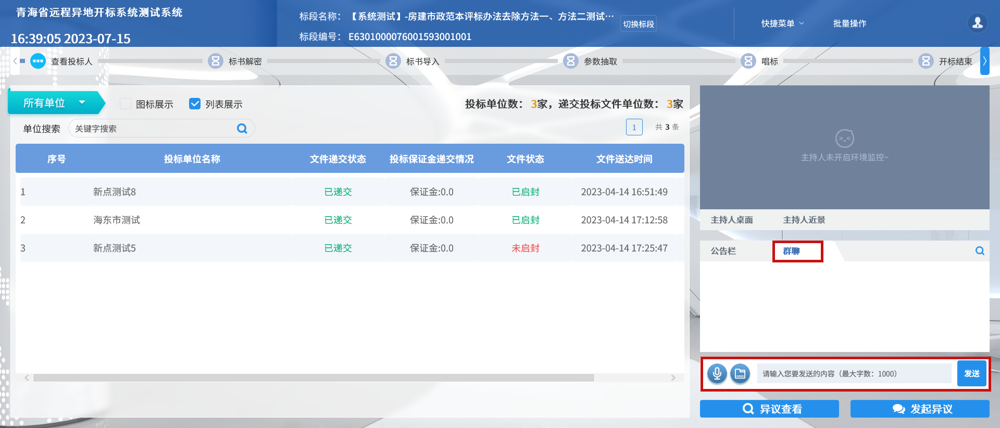 青海省远程异地开标系统测试系统
16:39:05 2023-07-15
标段名称： 【系统测试】-房建市政范本评标办法去除方法一、方法二测试…
标段编号： E6301000076001593001001
切换标段
快捷菜单
批量操作
查看投标人
标书解密
标书导入
参数抽取
唱标
开标结束
所有单位
图标展示
列表展示
投标单位数： 3家，递交投标文件单位数： 3家
单位搜索 关键字搜索
1 共 3 条
序号 投标单位名称 文件递交状态 投标保证金递交情况 文件状态 文件送达时间
1 新点测试8 已递交 保证金:0.0 已启封 2023-04-14 16:51:49
2 海东市测试 已递交 保证金:0.0 已启封 2023-04-14 17:12:58
3 新点测试5 已递交 保证金:0.0 未启封 2023-04-14 17:25:47
主持人未开启环境监控~
主持人桌面 主持人近景
公告栏 群聊
请输入您要发送的内容（最大字数：1000）
发送
异议查看
发起异议